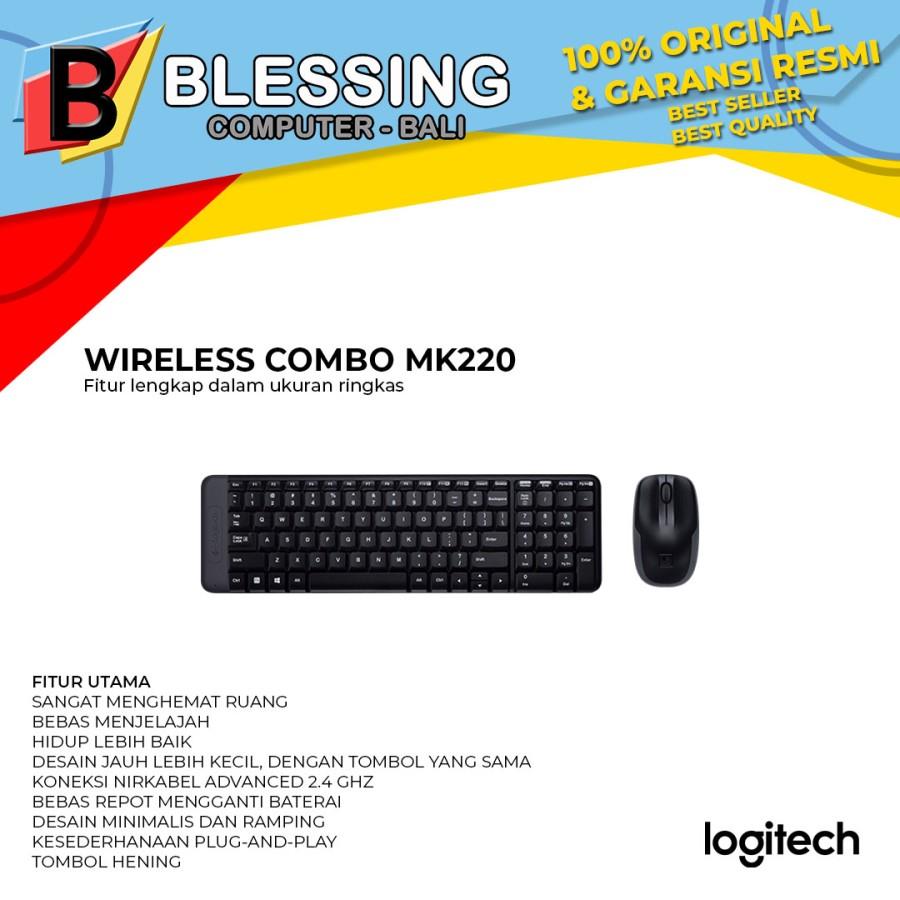 B
BLESSING
COMPUTER - BALI
100% ORIGINAL
& GARANSI RESMI
BEST SELLER
BEST QUALITY
WIRELESS COMBO MK220
Fitur lengkap dalam ukuran ringkas
FITUR UTAMA
SANGAT MENGHEMAT RUANG
BEBAS MENJELAJAH
HIDUP LEBIH BAIK
DESAIN JAUH LEBIH KECIL, DENGAN TOMBOL YANG SAMA
KONEKSI NIRKABEL ADVANCED 2.4 GHZ
BEBAS REPOT MENGGANTI BATERAI
DESAIN MINIMALIS DAN RAMPING
KESEDERHANAAN PLUG-AND-PLAY
TOMBOL HENING
logitech